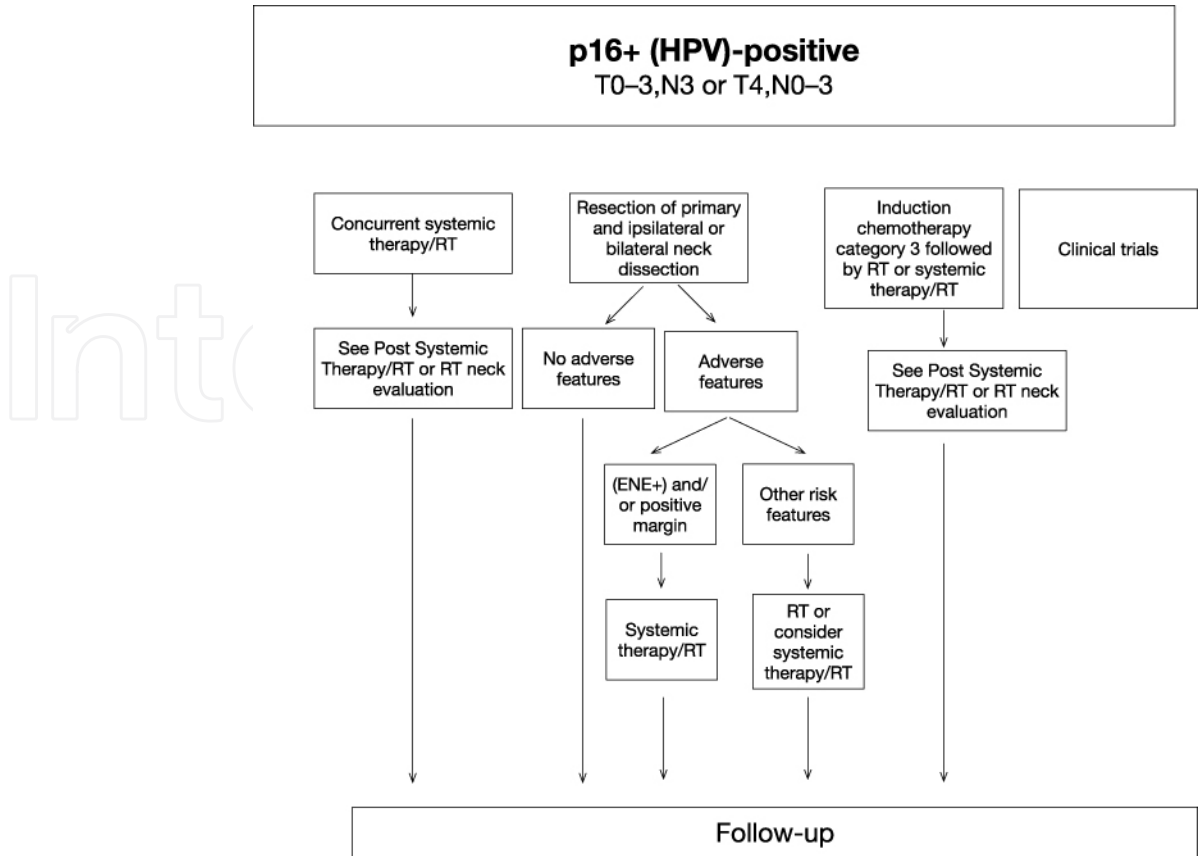 p16+ (HPV)-positive
T0–3,N3 or T4,N0–3
Concurrent systemic
therapy/RT
Resection of primary
and ipsilateral or
bilateral neck
dissection
Induction
chemotherapy
category 3 followed
by RT or systemic
therapy/RT
Clinical trials
See Post Systemic
Therapy/RT or RT neck
evaluation
No adverse
features
Adverse
features
See Post Systemic
Therapy/RT or RT neck
evaluation
(ENE+) and/
or positive
margin
Other risk
features
Systemic
therapy/RT
RT or
consider
systemic
therapy/RT
Follow-up